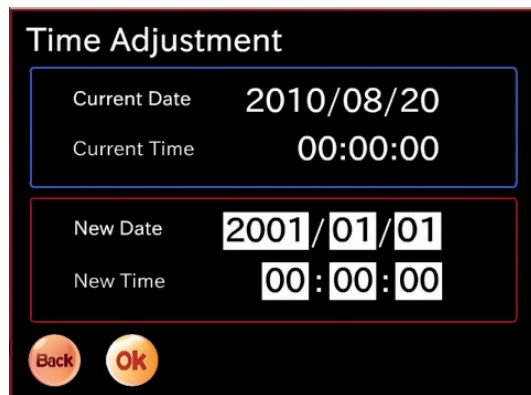 Time Adjustment
Current Date 2010/08/20
Current Time 00:00:00
New Date 2001/01/01
New Time 00:00:00
Back Ok